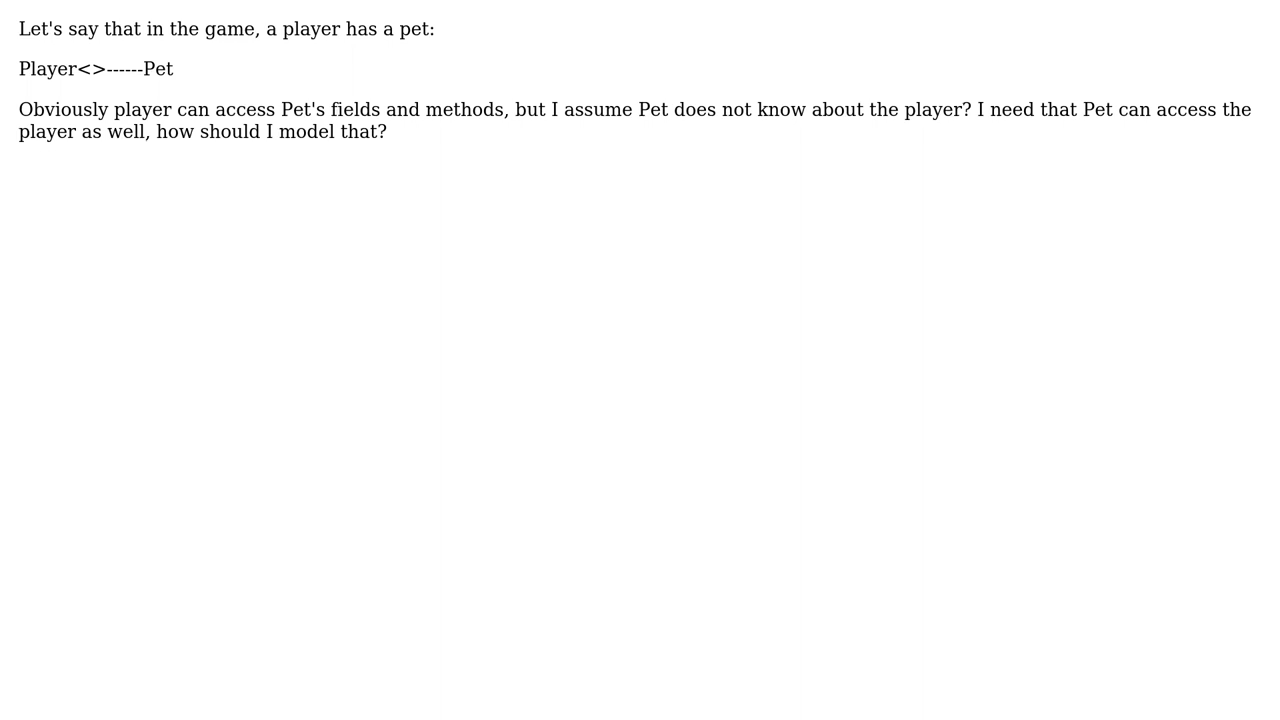 Let's say that in the game, a player has a pet:
Player<>------Pet
Obviously player can access Pet's fields and methods, but I assume Pet does not know about the player? I need that Pet can access the
player as well, how should I model that?